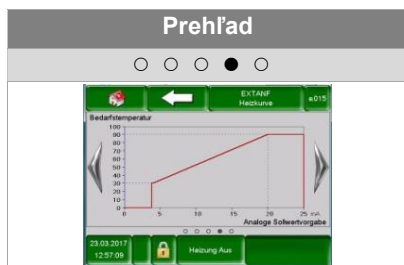 Prehľad
EXTANF
Heizkurve
a015
Bedarfstemperatur
100
90
80
70
60
50
40
30
20
10
0
0 5 10 15 20 25 mA
Analoge Sollwertvorgabe
23.03.2017
12:57:09
Heizung Aus